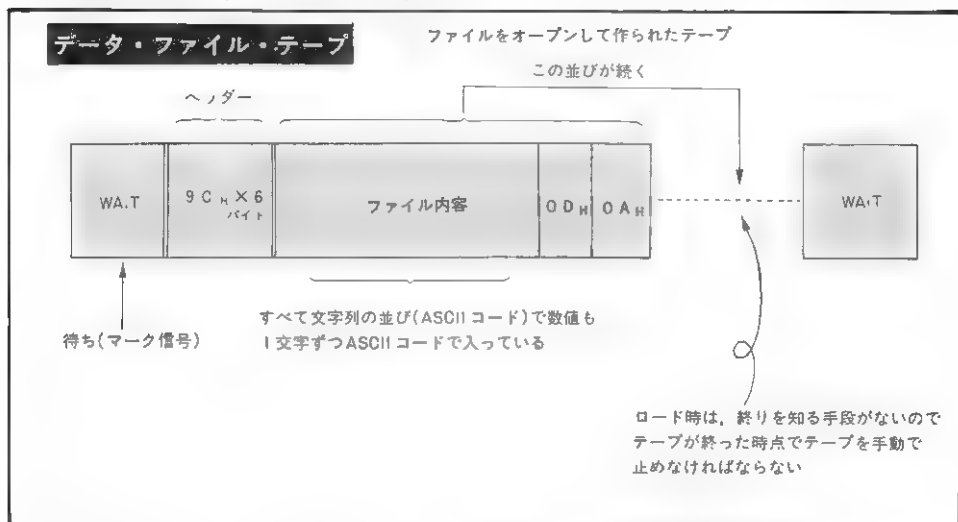 データ・ファイル・テープ
ファイルをオープンして作られたテープ
この並びが続く
ヘッダー
WAIT
9CH×6
バイト
ファイル内容
0DH
0AH
WAIT
待ち(マーク信号)
すべて文字列の並び(ASCIIコード)で数値も
1文字ずつASCIIコードで入っている
ロード時は，終りを知る手段がないので
テープが終った時点でテープを手動で
止めなければならない